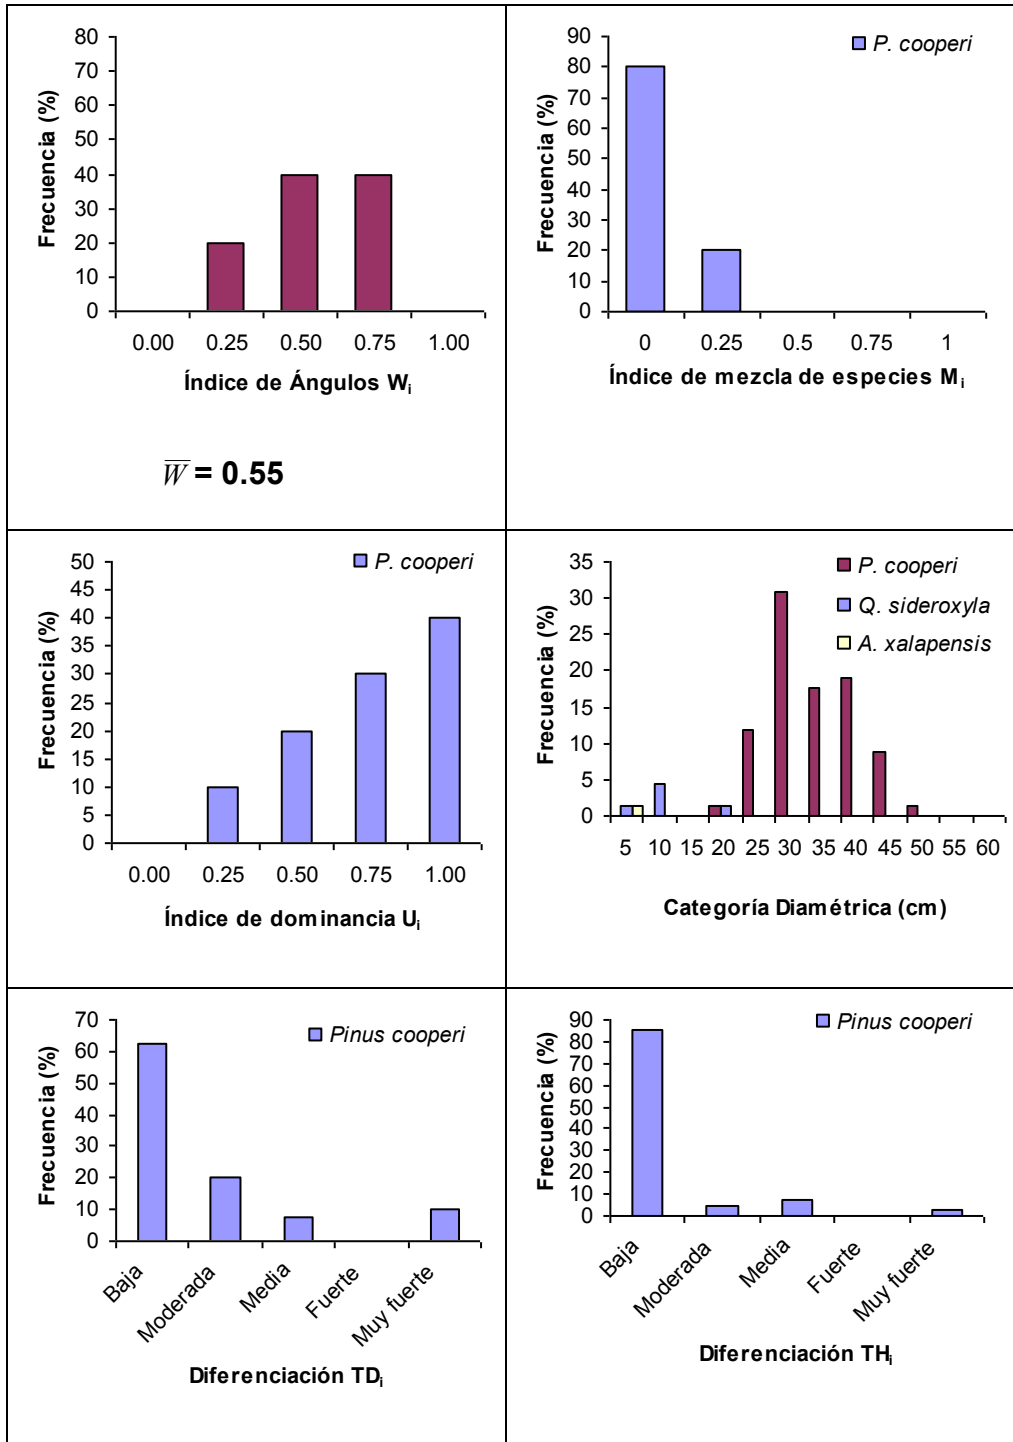 80
70
60
50
40
30
20
10
0
Frecuencia (%)
0.00 0.25 0.50 0.75 1.00
Índice de Ángulos Wi
W = 0.55
90
80
70
60
50
40
30
20
10
0
Frecuencia (%)
P. cooperi
0 0.25 0.5 0.75 1
Índice de mezcla de especies Mi
50
45
40
35
30
25
20
15
10
5
0
Frecuencia (%)
P. cooperi
0.00 0.25 0.50 0.75 1.00
Índice de dominancia Ui
35
30
25
20
15
10
5
0
Frecuencia (%)
P. cooperi
Q. sideroxyla
A. xalapensis
5 10 15 20 25 30 35 40 45 50 55 60
Categoría Diamétrica (cm)
70
60
50
40
30
20
10
0
Frecuencia (%)
Pinus cooperi
Baja
Moderada
Media
Fuerte
Muy fuerte
Diferenciación TDi
90
80
70
60
50
40
30
20
10
0
Frecuencia (%)
Pinus cooperi
Baja
Moderada
Media
Fuerte
Muy fuerte
Diferenciación THi